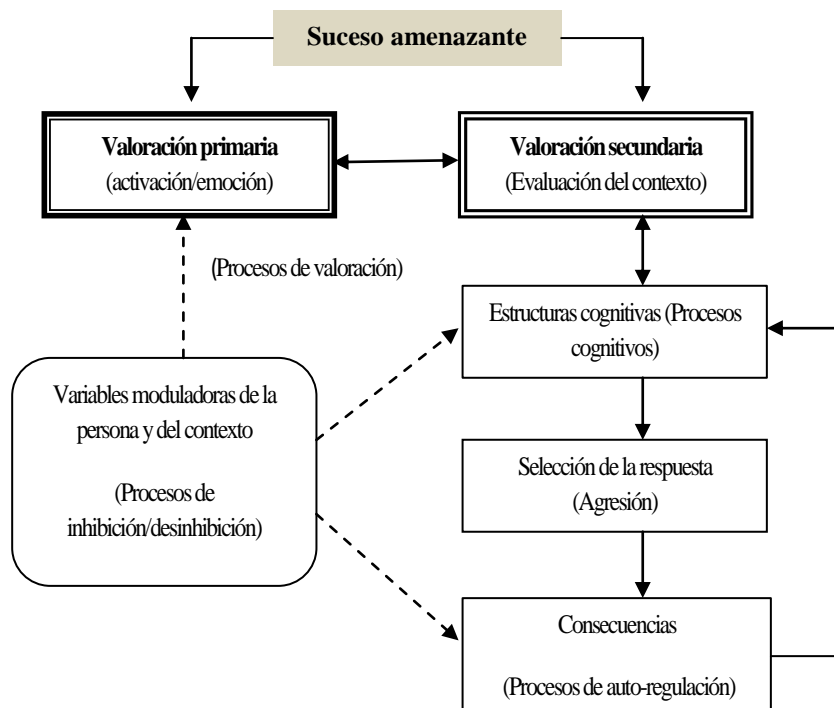 Suceso amenazante
Valoración primaria
(activación/emoción)
Valoración secundaria
(Evaluación del contexto)
(Procesos de valoración)
Estructuras cognitivas (Procesos
cognitivos)
Variables moduladoras de la
persona y del contexto
(Procesos de
inhibición/desinhibición)
Selección de la respuesta
(Agresión)
Consecuencias
(Procesos de auto-regulación)